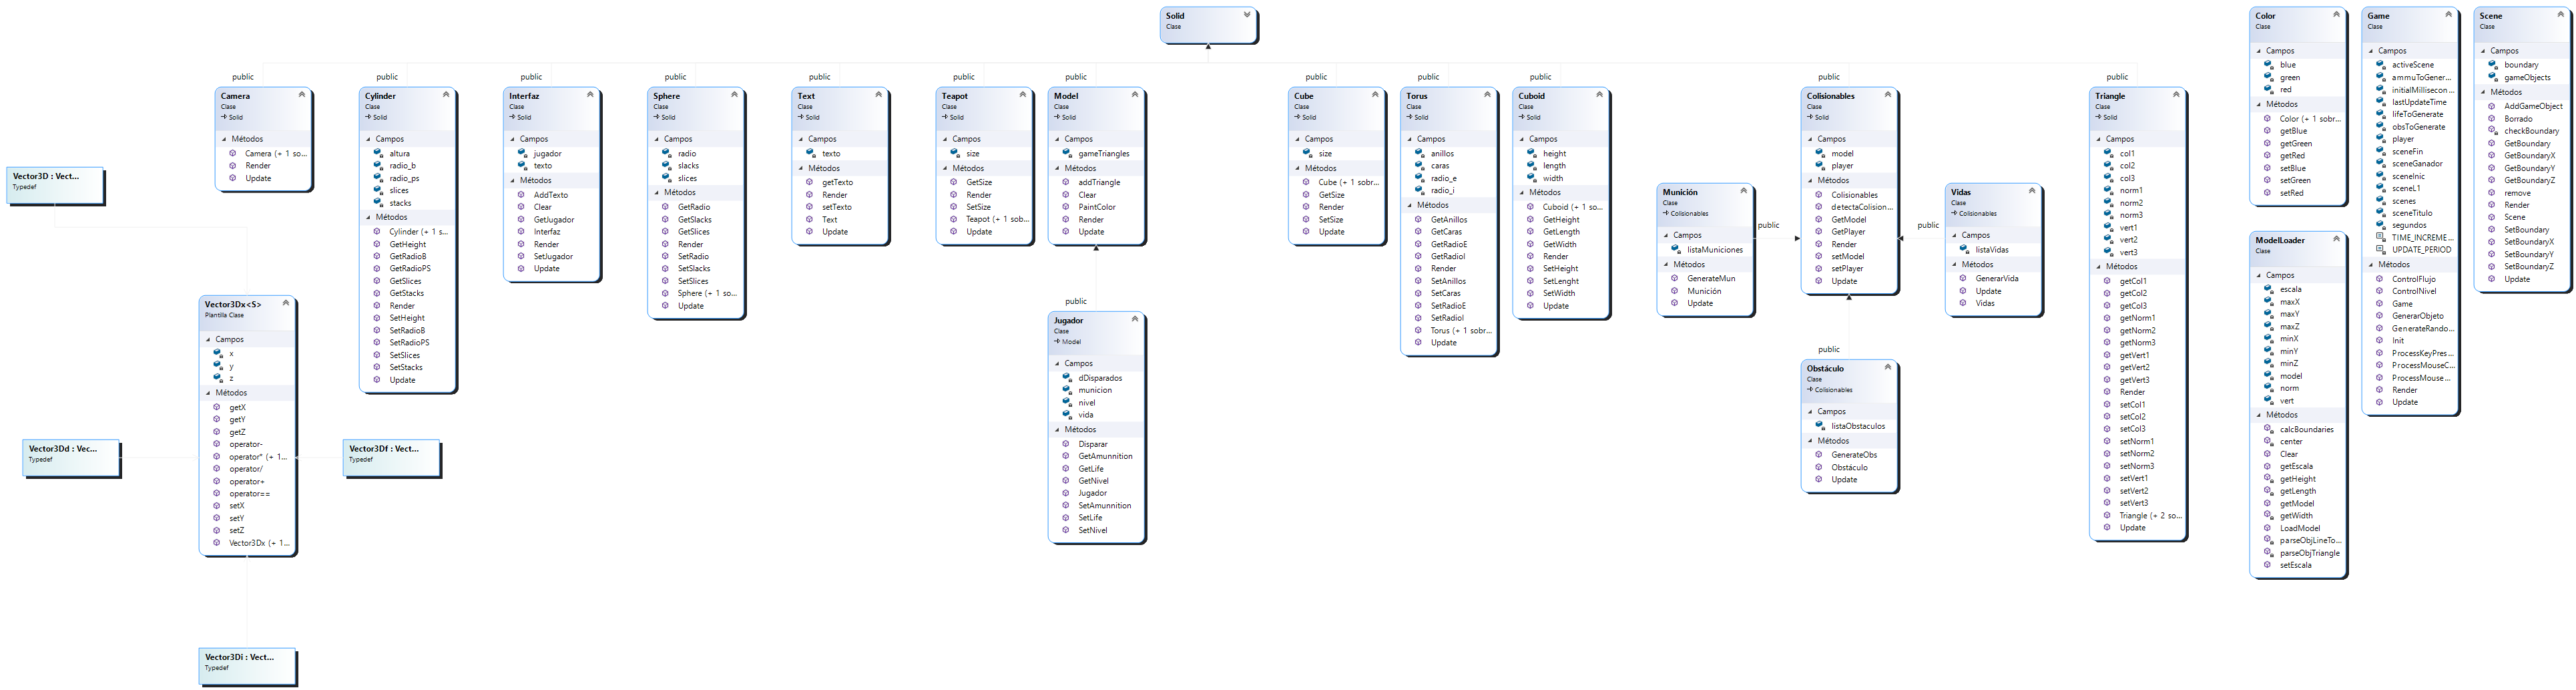 Solid
Clase
public
Camera
Clase
Solid
Métodos
Camera (+ 1 so...
Render
Update
public
Cylinder
Clase
Solid
Campos
altura
radio_b
radio_ps
slices
stacks
Métodos
Cylinder (+ 1 s...
GetHeight
GetRadioB
GetRadioPS
GetSlices
GetStacks
Render
SetHeight
SetRadioB
SetRadioPS
SetSlices
SetStacks
Update
public
Interfaz
Clase
Solid
Campos
jugador
texto
Métodos
AddTexto
Clear
GetJugador
Interfaz
Render
SetJugador
Update
public
Sphere
Clase
Solid
Campos
radio
slacks
slices
Métodos
GetRadio
GetSlacks
GetSlices
Render
SetRadio
SetSlacks
SetSlices
Sphere (+ 1 so...
Update
public
Text
Clase
Solid
Campos
texto
Métodos
getTexto
Render
setTexto
Text
Update
public
Teapot
Clase
Solid
Campos
size
Métodos
GetSize
Render
SetSize
Teapot (+ 1 sob...
Update
public
Model
Clase
Solid
Campos
gameTriangles
Métodos
addTriangle
Clear
PaintColor
Render
Update
public
Jugador
Clase
Model
Campos
dDisparados
municion
nivel
vida
Métodos
Disparar
GetAmunnition
GetLife
GetNivel
Jugador
SetAmunnition
SetLife
SetNivel
public
Cube
Clase
Solid
Campos
size
Métodos
Cube (+ 1 sobr...
GetSize
Render
SetSize
Update
public
Torus
Clase
Solid
Campos
anillos
caras
radio_e
radio_i
Métodos
GetAnillos
GetCaras
GetRadioE
GetRadioI
Render
SetAnillos
SetCaras
SetRadioE
SetRadioI
Torus (+ 1 sobr...
Update
public
Cuboid
Clase
Solid
Campos
height
length
width
Métodos
Cuboid (+ 1 so...
GetHeight
GetLength
GetWidth
Render
SetHeight
SetLenght
SetWidth
Update
Munición
Clase
Colisionables
Campos
listaMuniciones
Métodos
GenerateMun
Munición
Update
public
public
Colisionables
Clase
Solid
Campos
model
player
Métodos
Colisionables
detectaColision...
GetModel
GetPlayer
Render
setModel
setPlayer
Update
public
Vidas
Clase
Colisionables
Campos
listaVidas
Métodos
GenerarVida
Update
Vidas
public
Obstáculo
Clase
Colisionables
Campos
listaObstaculos
Métodos
GenerateObs
Obstáculo
Update
public
Triangle
Clase
Solid
Campos
col1
col2
col3
norm1
norm2
norm3
vert1
vert2
vert3
Métodos
getCol1
getCol2
getCol3
getNorm1
getNorm2
getNorm3
getVert1
getVert2
getVert3
Render
setCol1
setCol2
setCol3
setNorm1
setNorm2
setNorm3
setVert1
setVert2
setVert3
Triangle (+ 2 so...
Update
Color
Clase
Campos
blue
green
red
Métodos
Color (+ 1 sobr...
getBlue
getGreen
getRed
setBlue
setGreen
setRed
Game
Clase
Campos
activeScene
ammuToGener...
initialMillisecon...
lastUpdateTime
lifeToGenerate
obsToGenerate
player
sceneFin
sceneGanador
sceneInic
sceneL1
scenes
sceneTitulo
segundos
TIME_INCREME...
UPDATE_PERIOD
Métodos
ControlFlujo
ControlNivel
Game
GenerarObjeto
GenerateRando...
Init
ProcessKeyPres...
ProcessMouseC...
ProcessMouse...
Render
Update
Scene
Clase
Campos
boundary
gameObjects
Métodos
AddGameObject
Borrado
checkBoundary
GetBoundary
GetBoundaryX
GetBoundaryY
GetBoundaryZ
remove
Render
Scene
SetBoundary
SetBoundaryX
SetBoundaryY
SetBoundaryZ
Update
ModelLoader
Clase
Campos
escala
maxX
maxY
maxZ
minX
minY
minZ
model
norm
vert
Métodos
calcBoundaries
center
Clear
getEscala
getHeight
getLength
getModel
getWidth
LoadModel
parseObjLineTo...
parseObjTriangle
setEscala
Vector3D : Vect...
Typedef
Vector3Dx<S>
Plantilla Clase
Campos
x
y
z
Métodos
getX
getY
getZ
operator-
operator* (+ 1...
operator/
operator+
operator==
setX
setY
setZ
Vector3Dx (+ 1...
Vector3Dd : Vec...
Typedef
Vector3Df : Vect...
Typedef
Vector3Di : Vect...
Typedef